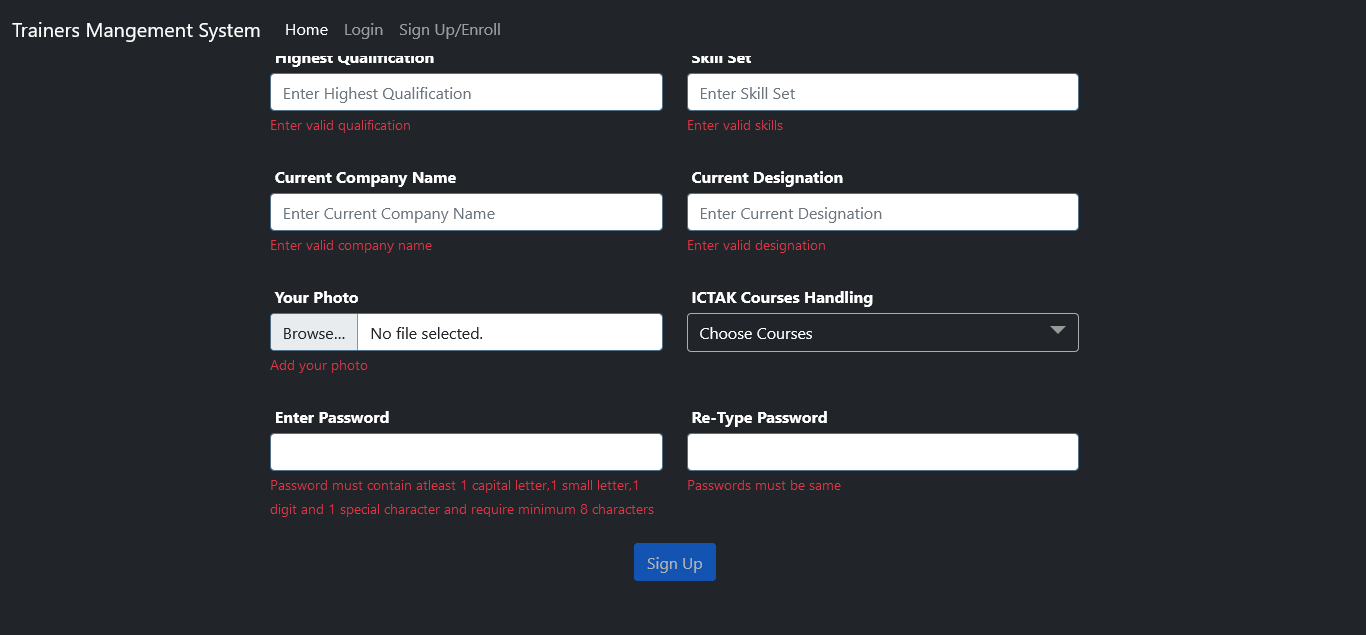 Trainers Mangement System Home Login Sign Up/Enroll
Highest Qualification Skill Set
Enter Highest Qualification Enter Skill Set
Enter valid qualification Enter valid skills
Current Company Name Current Designation
Enter Current Company Name Enter Current Designation
Enter valid company name Enter valid designation
Your Photo ICTAK Courses Handling
Browse... No file selected. Choose Courses
Add your photo
Enter Password Re-Type Password
Password must contain atleast 1 capital letter,1 small letter,1 Passwords must be same
digit and 1 special character and require minimum 8 characters
Sign Up